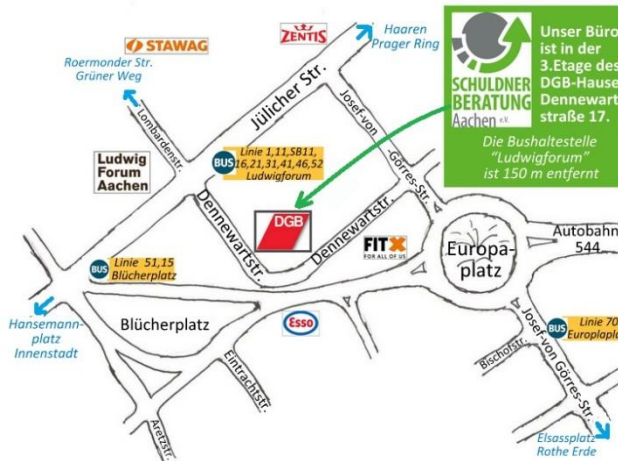 STAWAG
Roermonder Str.
Grüner Weg
Lombardenstr.
ZENTIS
Haaren
Prager Ring
Jülicher Str.
Josef-von
-Görres-Str.
SCHULDNER
BERATUNG
Aachen e.V.
Unser Büro
ist in der
3.Etage des
DGB-Hause
Dennewart
straße 17.
Die Bushaltestelle
"Ludwigforum"
ist 150 m entfernt
Ludwig
Forum
Aachen
BUS
Linie 1,11,SB11,
16,21,31,41,46,52
Ludwigforum
Dennewartstr.
DGB
Dennewartstr.
FITX
FOR ALL OF US
Europa-
platz
Autobahn
544
BUS
Linie 51,15
Blücherplatz
Hansemann-
platz
Innenstadt
Blücherplatz
Esso
Eintrachtstr.
Aretzstr.
BUS
Linie 70
Europlapla
Bischofstr.
Josef-von Görres-Str.
Elsassplatz
Rothe Erde